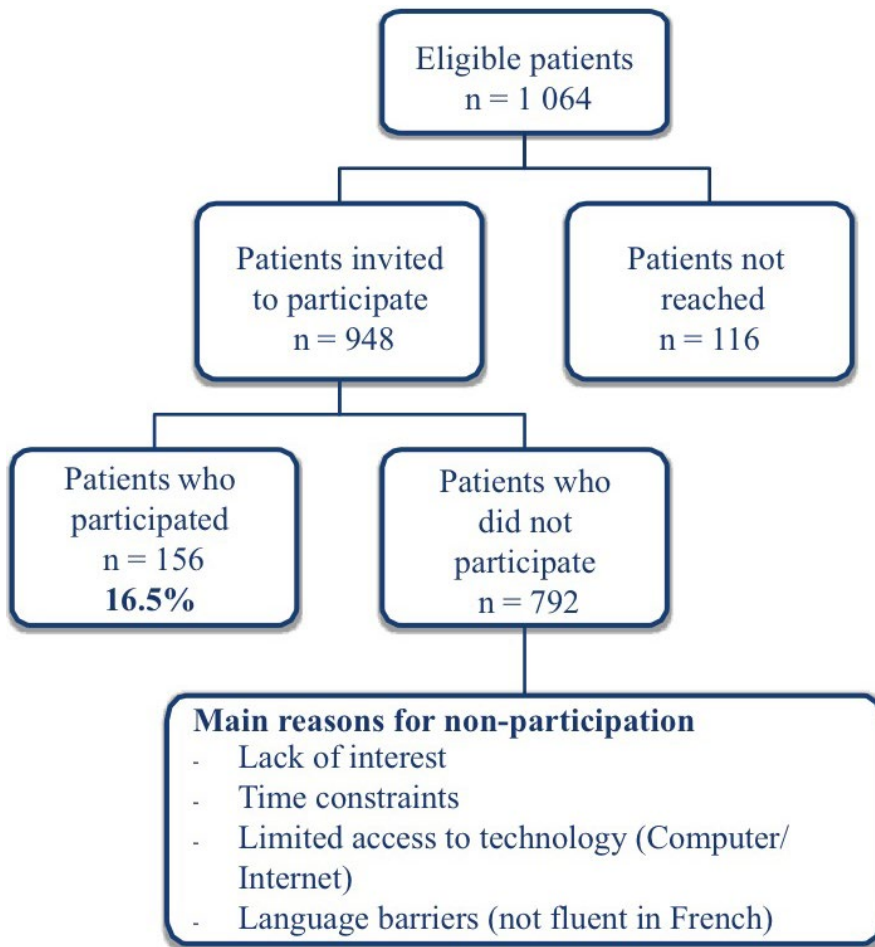 Eligible patients
n = 1 064
Patients invited
to participate
n = 948
Patients not
reached
n = 116
Patients who
participated
n = 156
16.5%
Patients who
did not
participate
n = 792
Main reasons for non-participation
- Lack of interest
- Time constraints
- Limited access to technology (Computer/
Internet)
- Language barriers (not fluent in French)